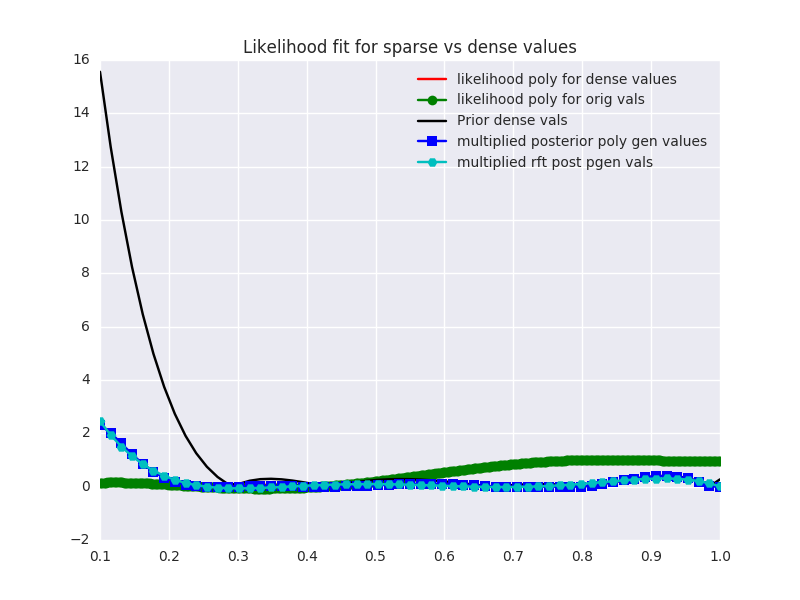 Likelihood fit for sparse vs dense values
16
14
12
10
8
6
4
2
0
−2
likelihood poly for dense values
likelihood poly for orig vals
Prior dense vals
multiplied posterior poly gen values
multiplied rft post pgen vals
0.1 0.2 0.3 0.4 0.5 0.6 0.7 0.8 0.9 1.0